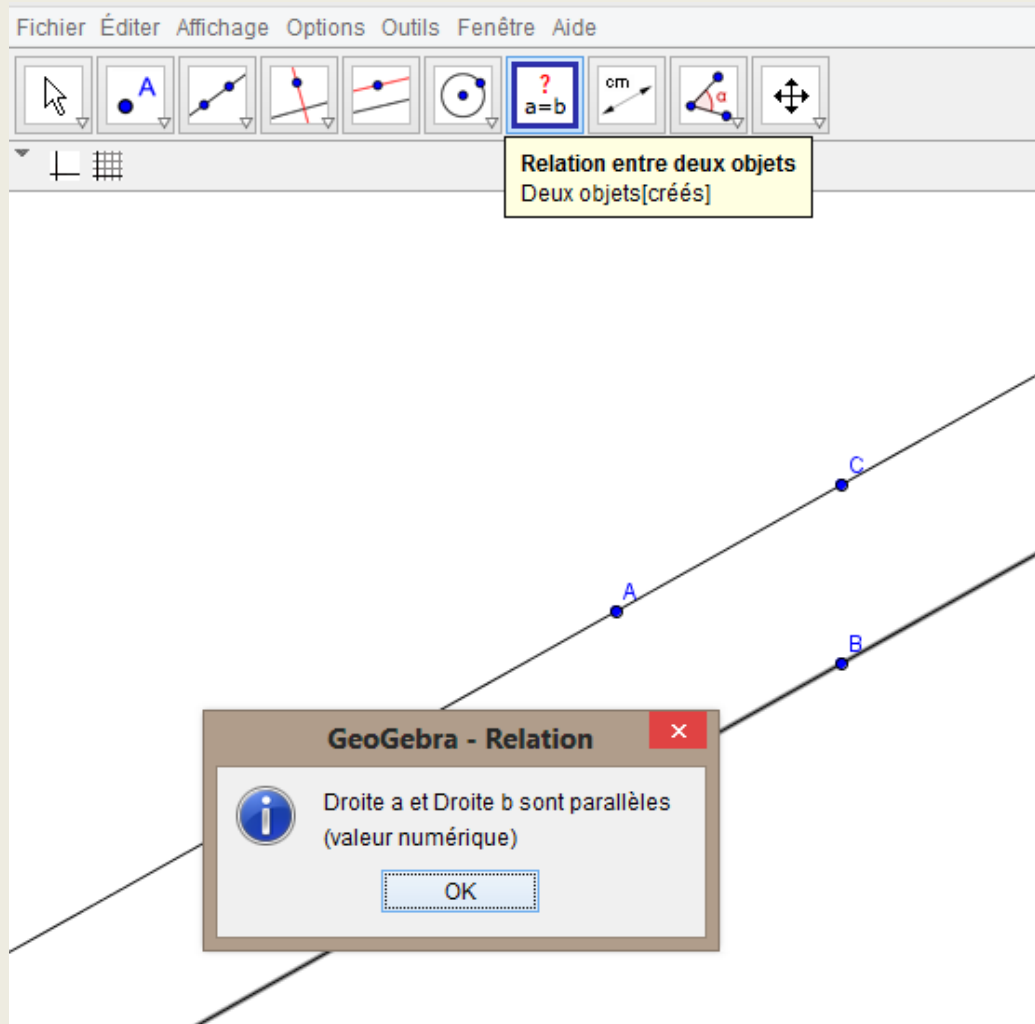 Fichier Éditer Affichage Options Outils Fenêtre Aide
A
?
a=b
cm
α
Relation entre deux objets
Deux objets[créés]
C
A
B
GeoGebra - Relation
Droite a et Droite b sont parallèles
(valeur numérique)
OK